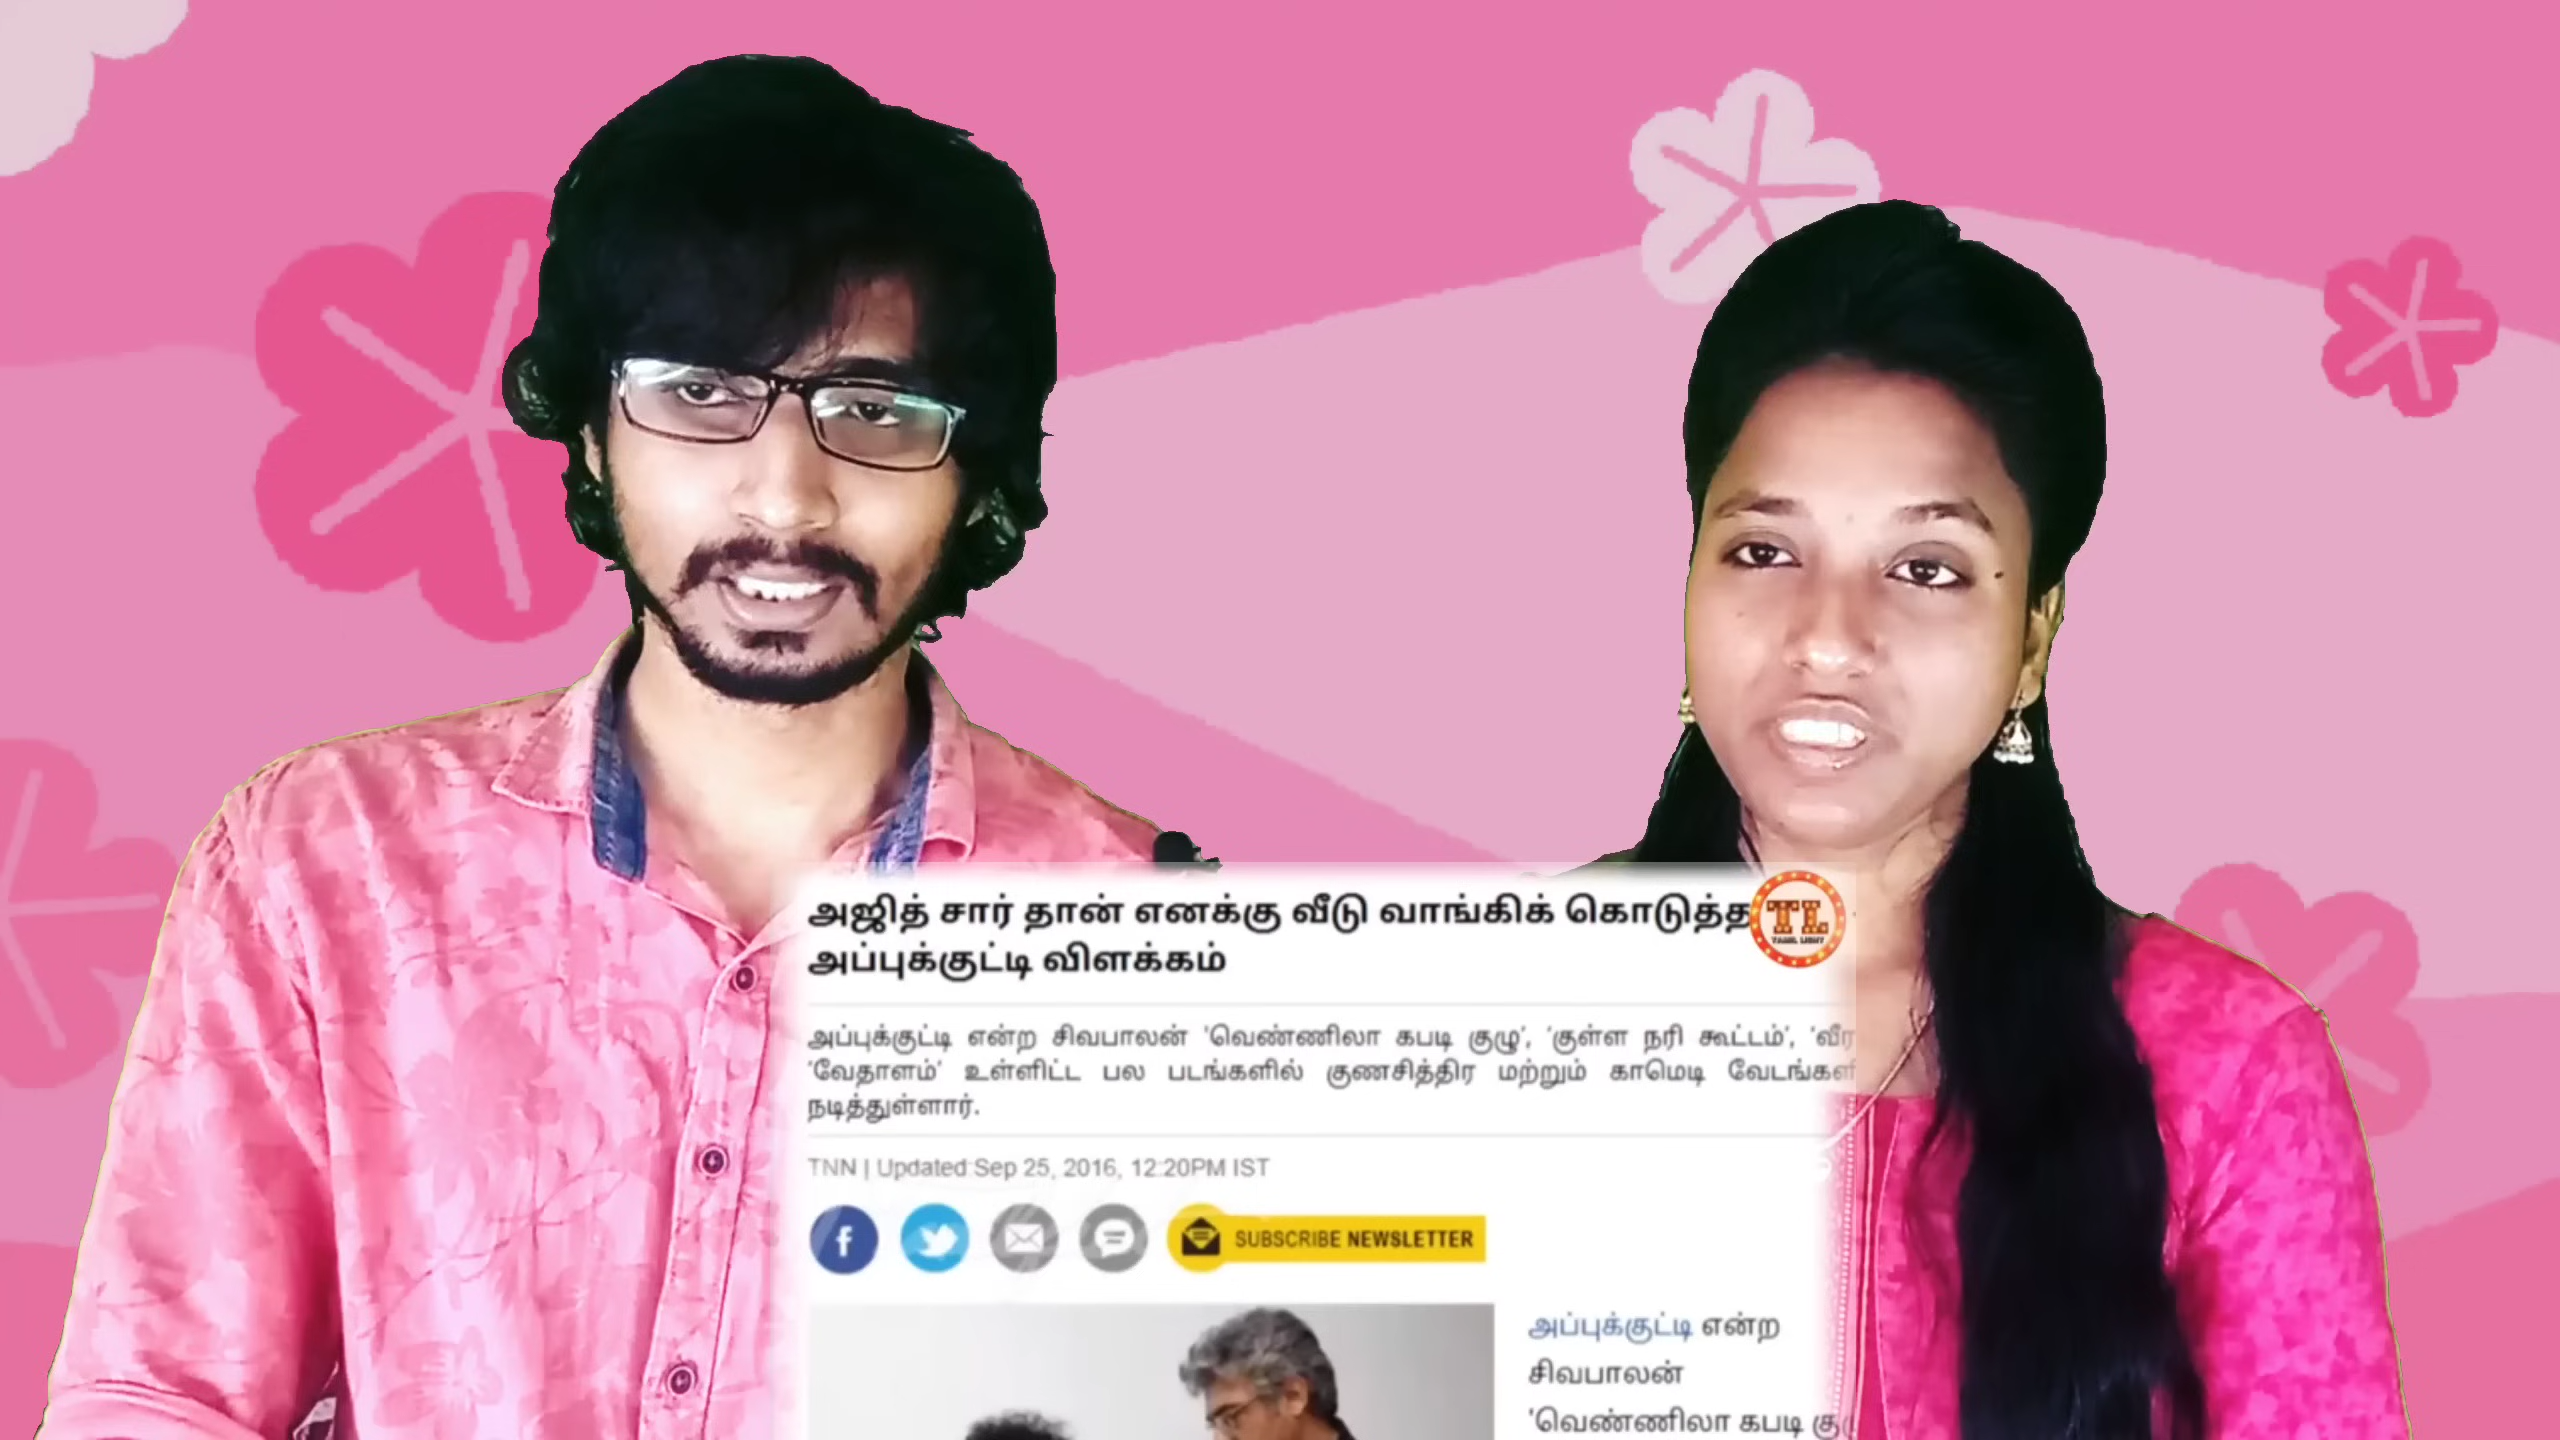 அஜித் சார் தான் எனக்கு வீடு வாங்கிக் கொடுத்த
TL
TAMIL LIGHT
அப்புக்குட்டி விளக்கம்
அப்புக்குட்டி என்ற சிவபாலன் 'வெண்ணிலா கபடி குழு', 'குள்ள நரி கூட்டம்', 'வீர
'வேதாளம்' உள்ளிட்ட பல படங்களில் குணசித்திர மற்றும் காமெடி வேடங்களி
நடித்துள்ளார்.
TNN | Updated:Sep 25, 2016, 12:20PM IST
SUBSCRIBE NEWSLETTER
அப்புக்குட்டி என்ற
சிவபாலன்
'வெண்ணிலா கபடி கு